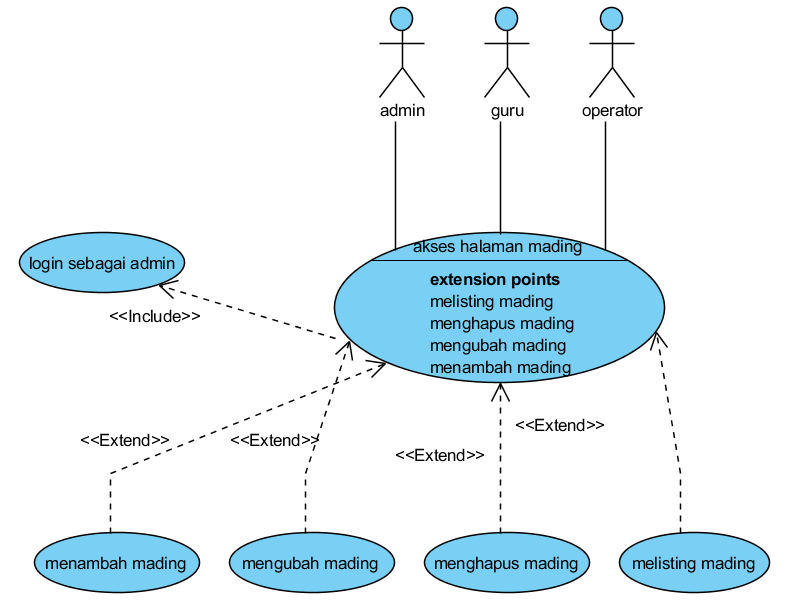 admin
guru
operator
akses halaman mading
extension points
melisting mading
menghapus mading
mengubah mading
menambah mading
login sebagai admin
<<Include>>
<<Extend>>
<<Extend>>
<<Extend>>
<<Extend>>
menambah mading
mengubah mading
menghapus mading
melisting mading